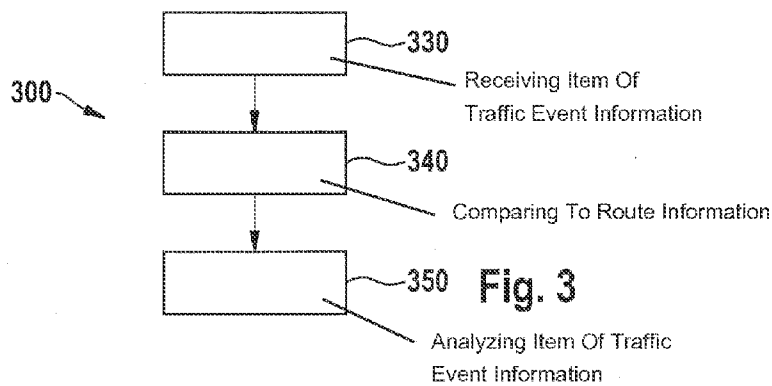 330
Receiving Item Of
Traffic Event Information
300
340
Comparing To Route Information
350
Fig. 3
Analyzing Item Of Traffic
Event Information